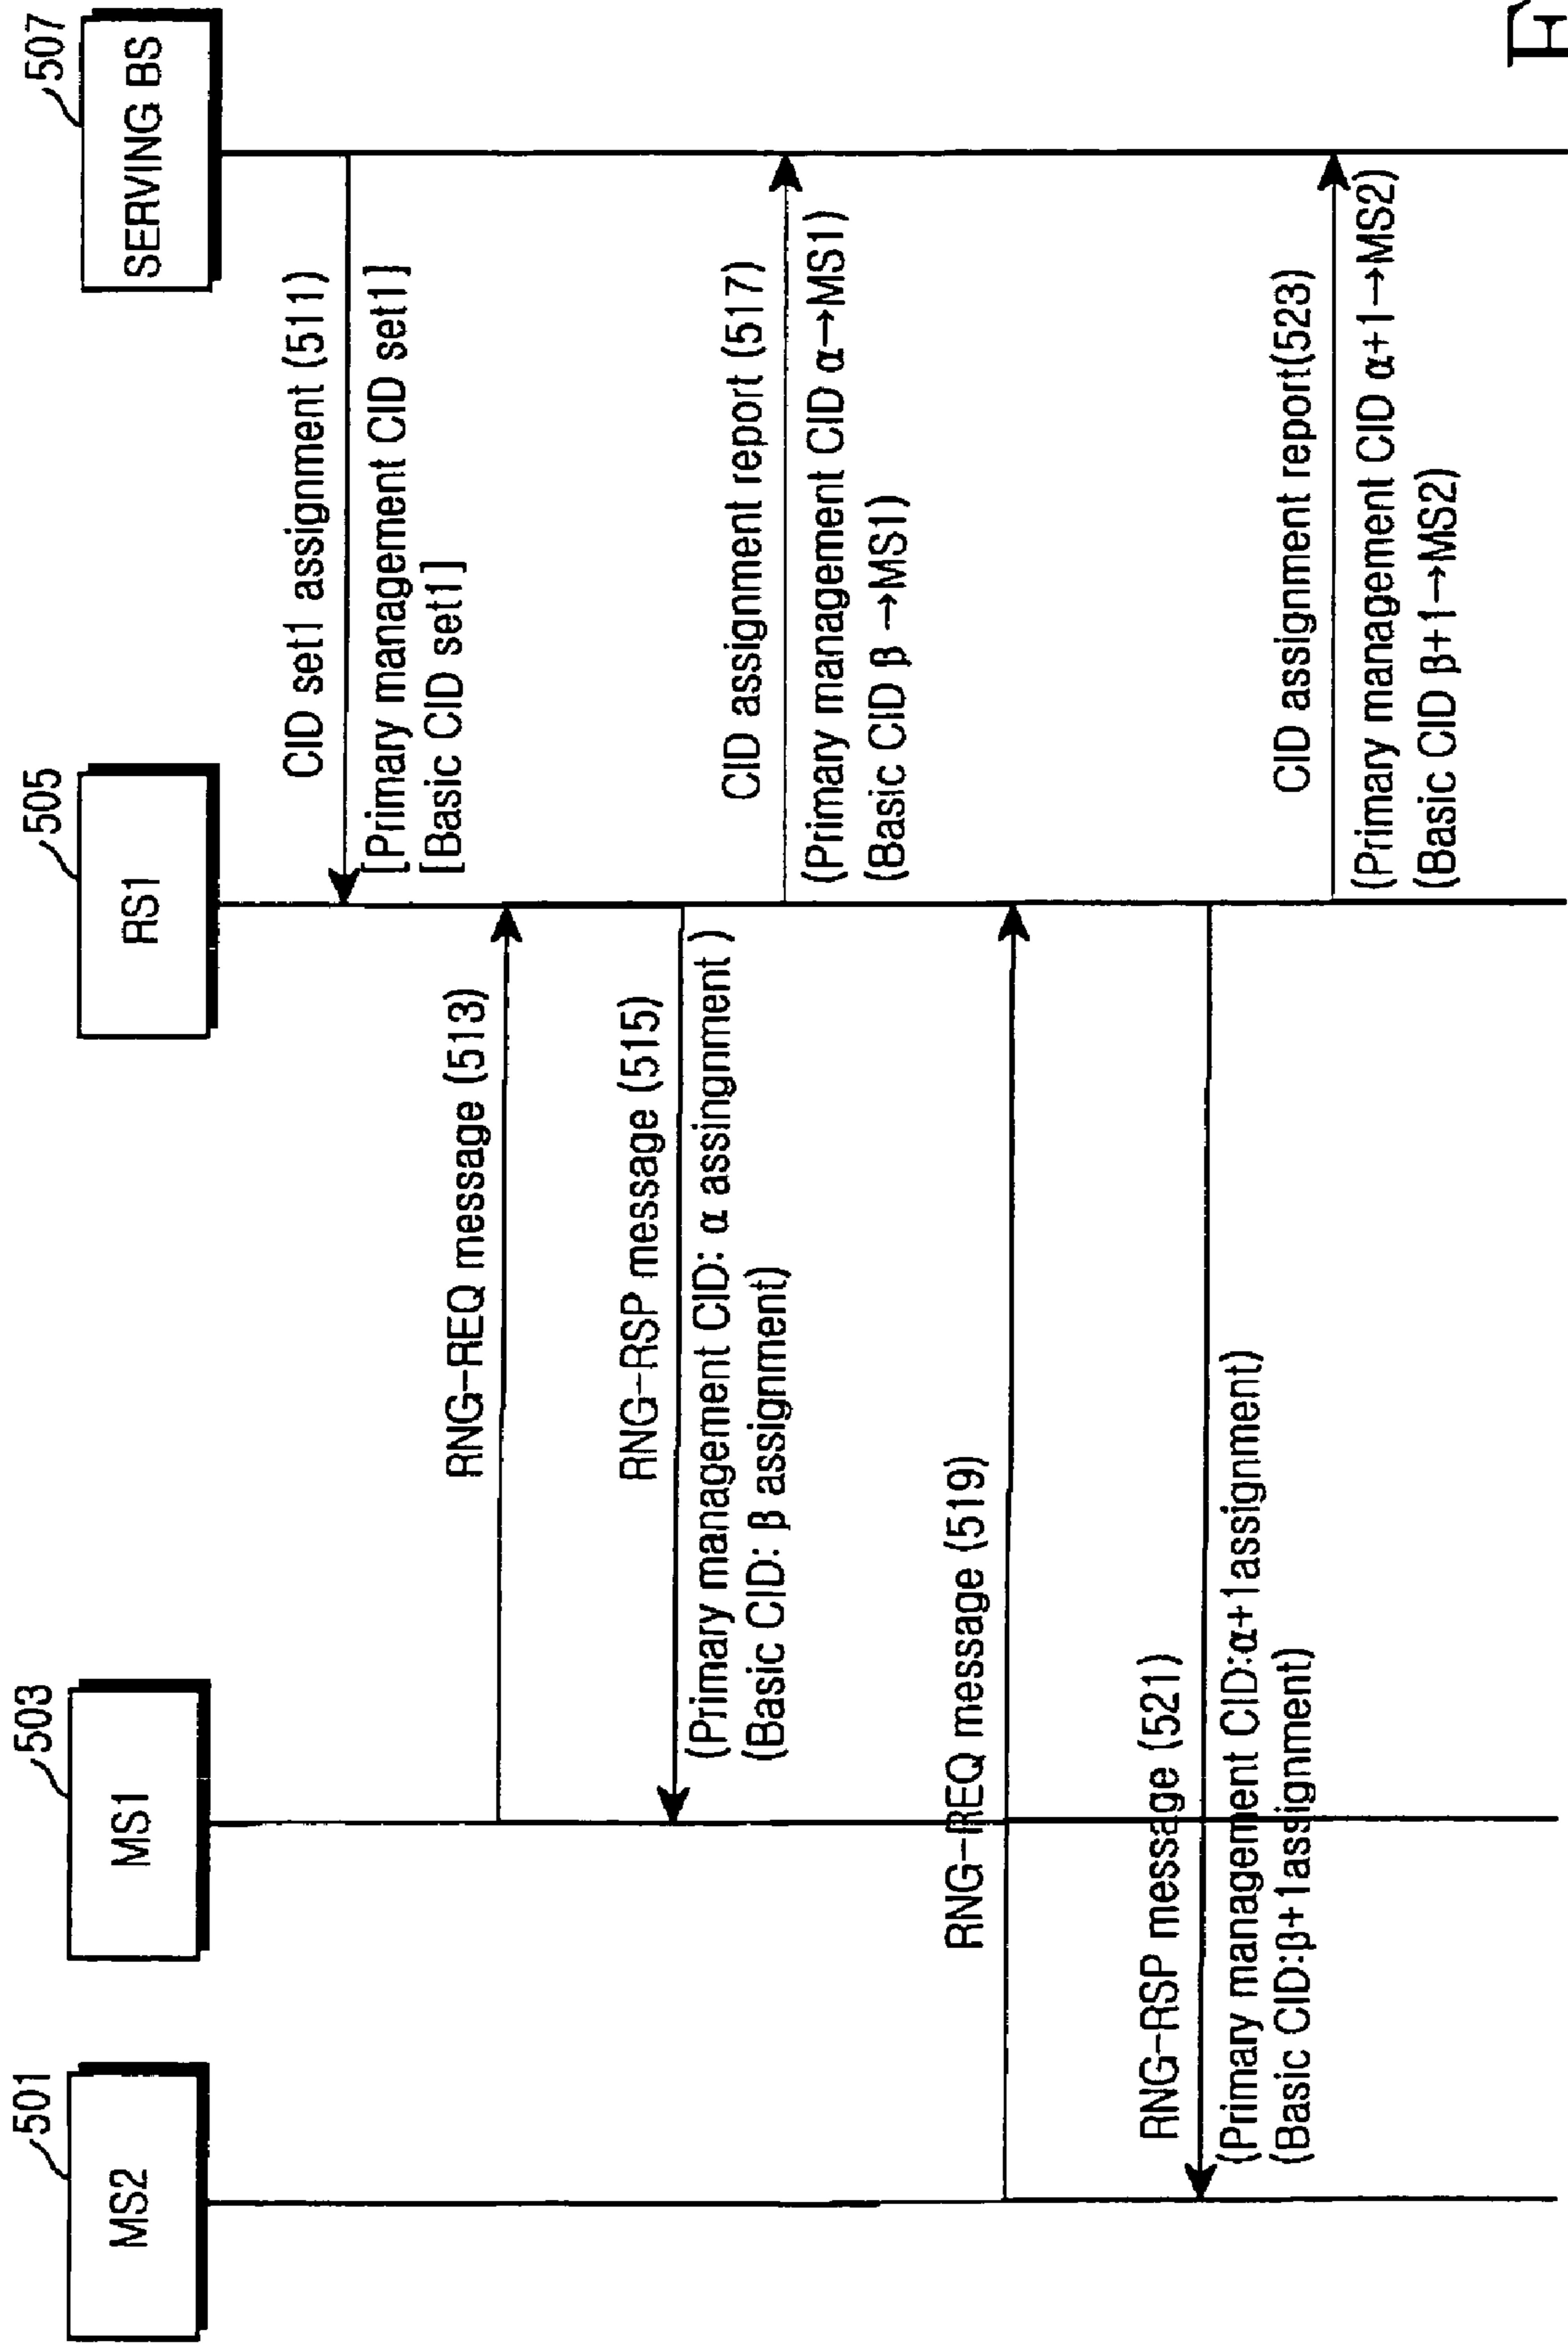 501
MS2
503
MS1
505
RS1
507
SERVING BS
CID set1 assignment (511)
[Primary management CID set1]
[Basic CID set1]
RNG-REQ message (513)
RNG-RSP message (515)
(Primary management CID: α assingnment )
(Basic CID: β assignment)
CID assignment report (517)
(Primary management CID α→MS1)
(Basic CID β →MS1)
RNG-REQ message (519)
RNG-RSP message (521)
(Primary management CID:α+1assignment)
(Basic CID:β+1assignment)
CID assignment report(523)
(Primary management CID α+1→MS2)
(Basic CID β+1→MS2)
F